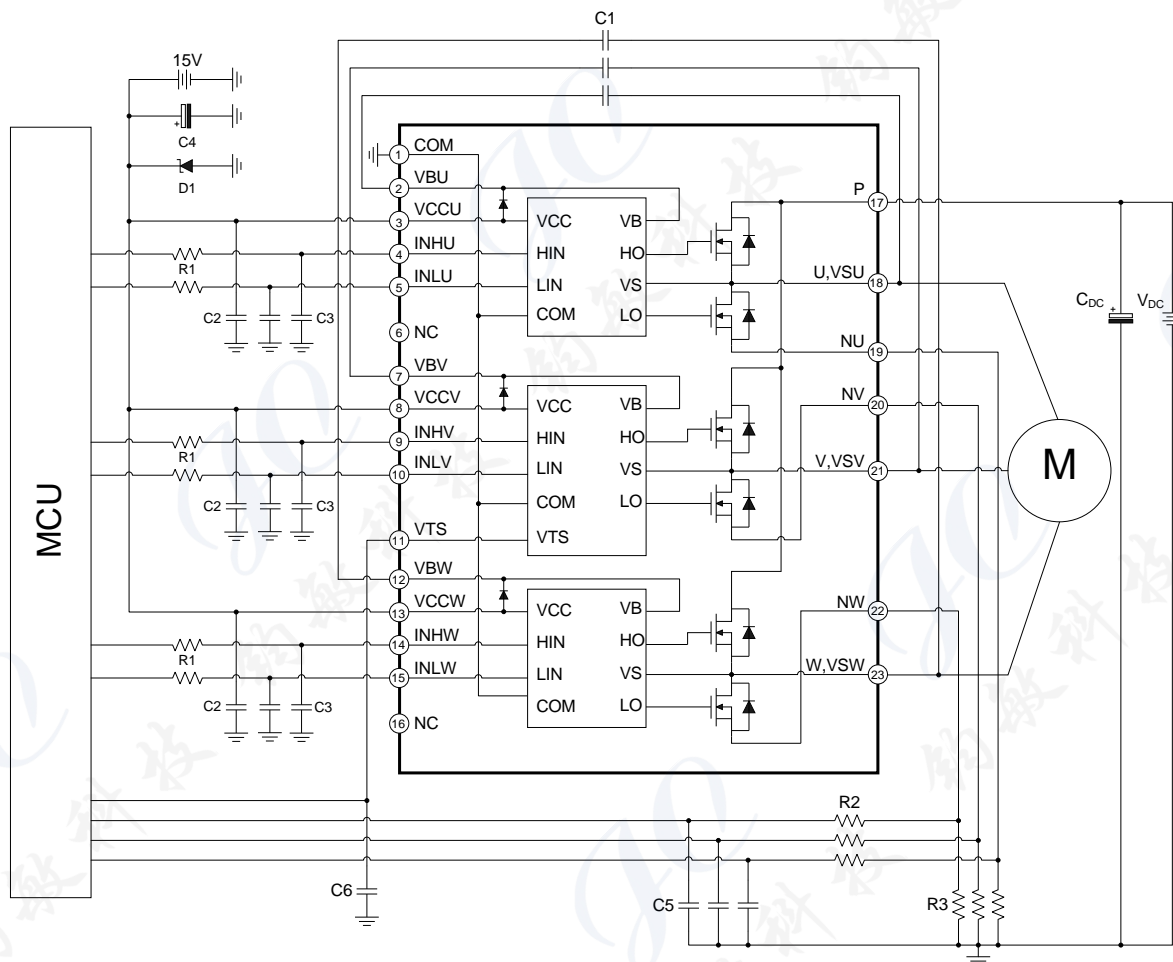 C1
15V
C4
D1
MCU
R1
C2
C3
R1
C2
C3
R1
C2
C3
C6
1 COM
2 VBU
3 VCCU
4 INHU
5 INLU
6 NC
7 VBV
8 VCCV
9 INHV
10 INLV
11 VTS
12 VBW
13 VCCW
14 INHW
15 INLW
16 NC
VCC VB
HIN HO
LIN VS
COM LO
VCC VB
HIN HO
LIN VS
COM LO
VTS
VCC VB
HIN HO
LIN VS
COM LO
P 17
U,VSU 18
NU 19
NV 20
V,VSV 21
NW 22
W,VSW 23
CDC
VDC
M
R2
C5
R3
钧敏科技